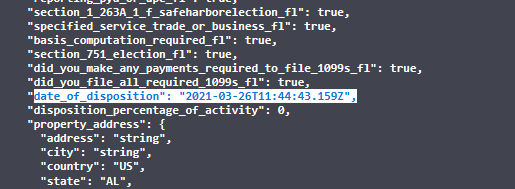 "section_1_263A_1_f_safeharborelection_fl": true,
"specified_service_trade_or_business_fl": true,
"basis_computation_required_fl": true,
"section_751_election_fl": true,
"did_you_make_any_payments_required_to_file_1099s_fl": true,
"did_you_file_all_required_1099s_fl": true,
"date_of_disposition": "2021-03-26T11:44:43.159Z",
"disposition_percentage_of_activity": 0,
"property_address": {
"address": "string",
"city": "string",
"country": "US",
"state": "AL",